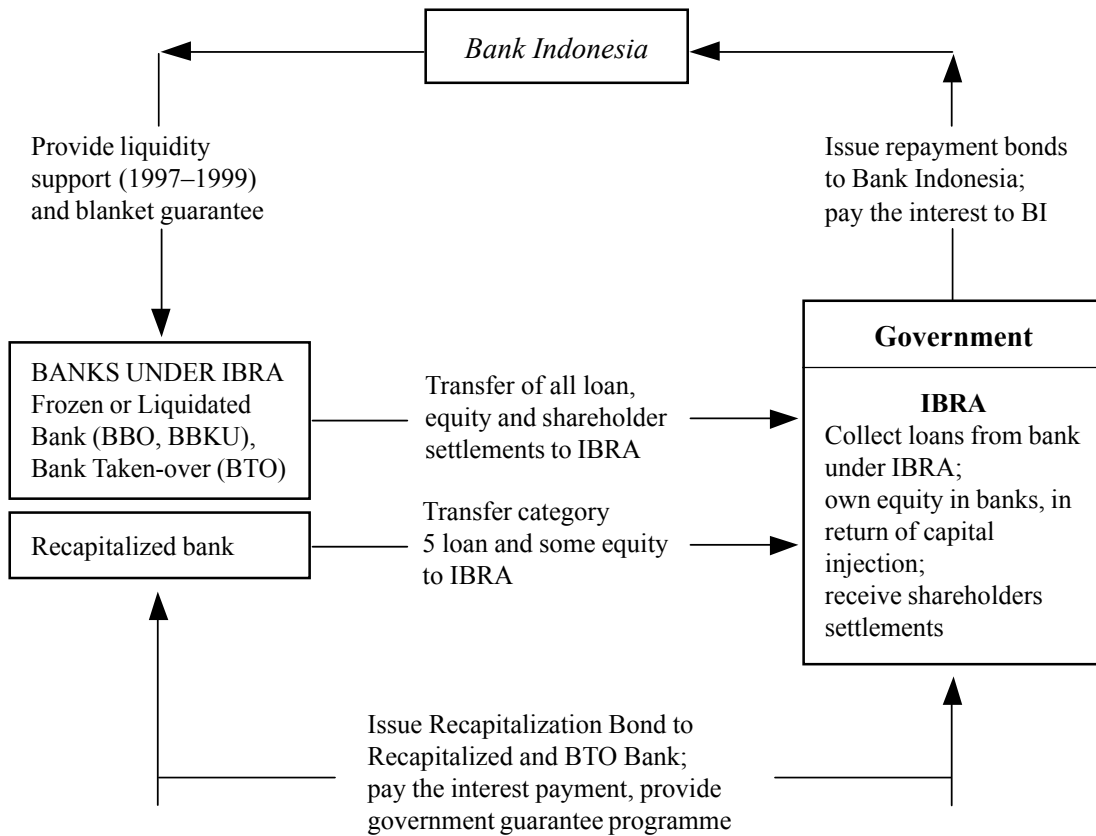 Bank Indonesia
Provide liquidity
support (1997–1999)
and blanket guarantee
Issue repayment bonds
to Bank Indonesia;
pay the interest to BI
BANKS UNDER IBRA
Frozen or Liquidated
Bank (BBO, BBKU),
Bank Taken-over (BTO)
Transfer of all loan,
equity and shareholder
settlements to IBRA
Recapitalized bank
Transfer category
5 loan and some equity
to IBRA
Government
IBRA
Collect loans from bank
under IBRA;
own equity in banks, in
return of capital
injection;
receive shareholders
settlements
Issue Recapitalization Bond to
Recapitalized and BTO Bank;
pay the interest payment, provide
government guarantee programme